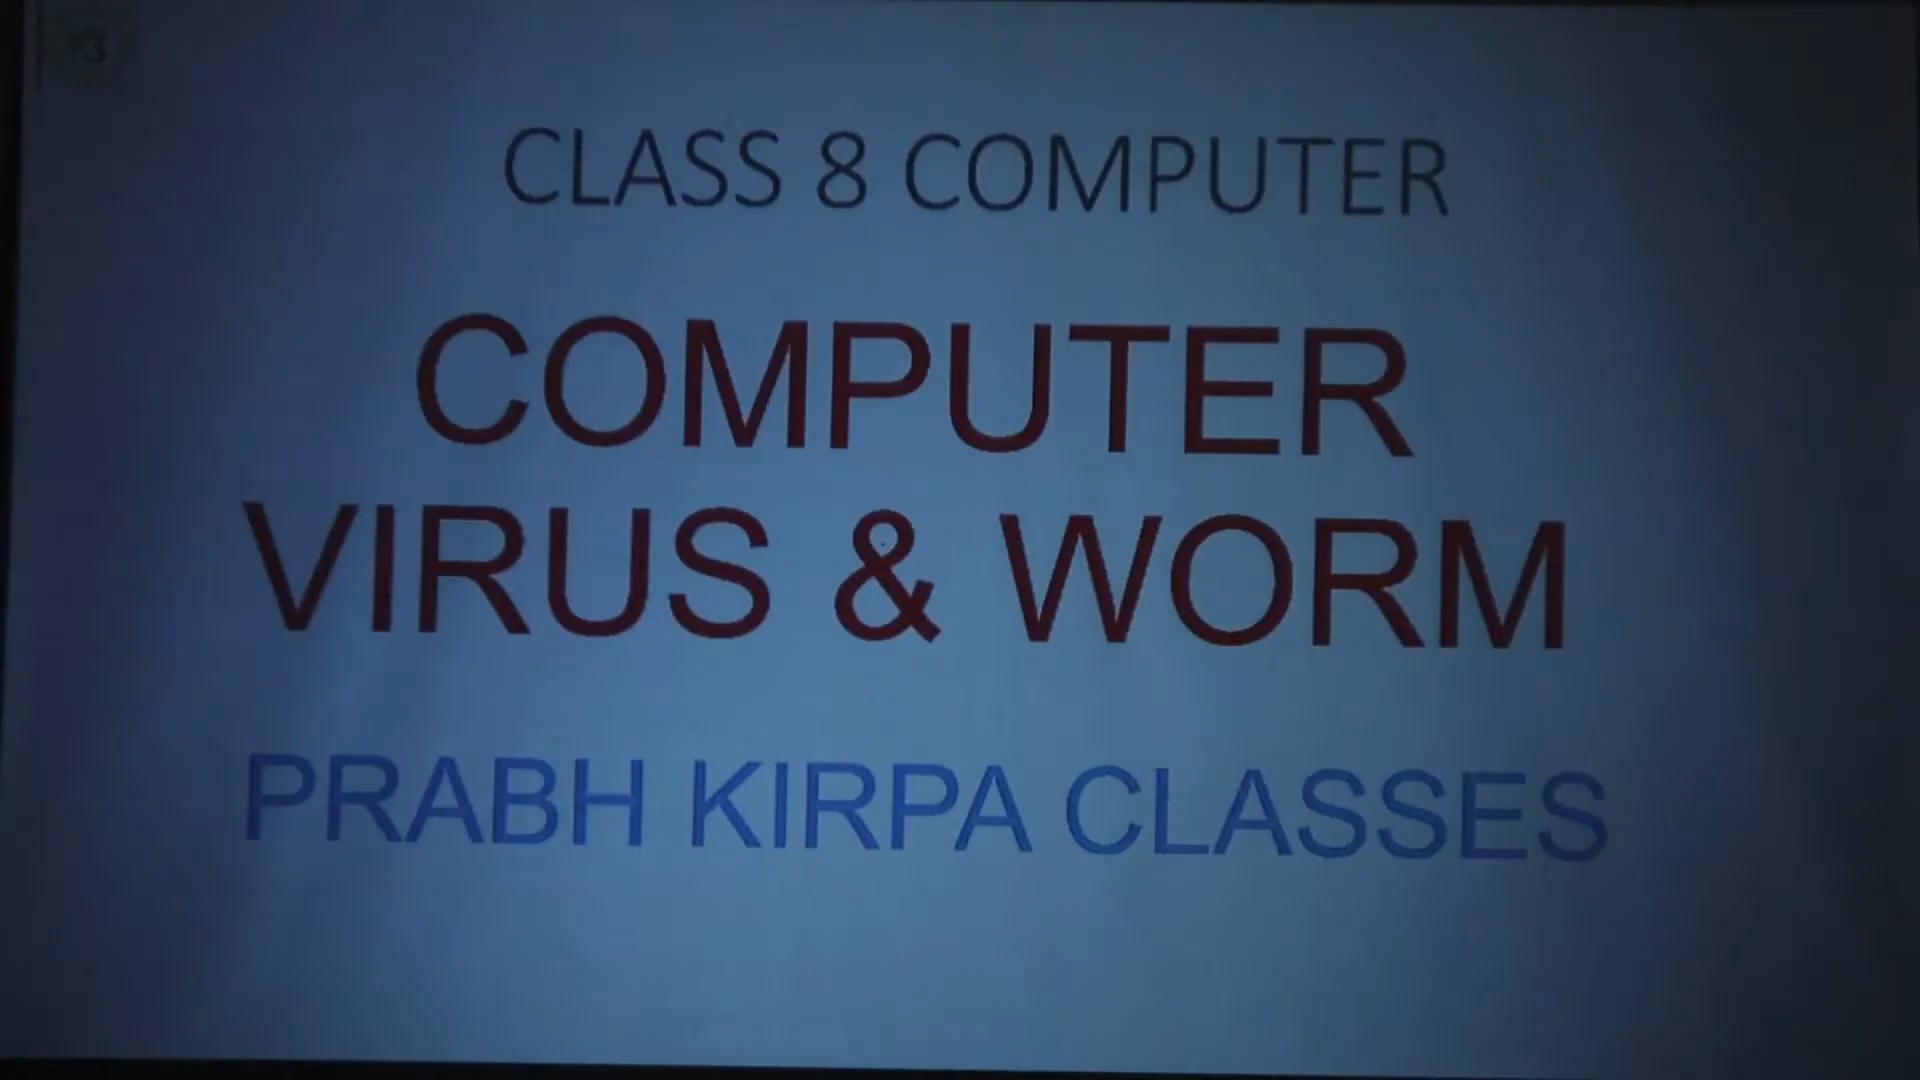 CLASS 8 COMPUTER
COMPUTER
VIRUS & WORM
PRABH KIRPA CLASSES